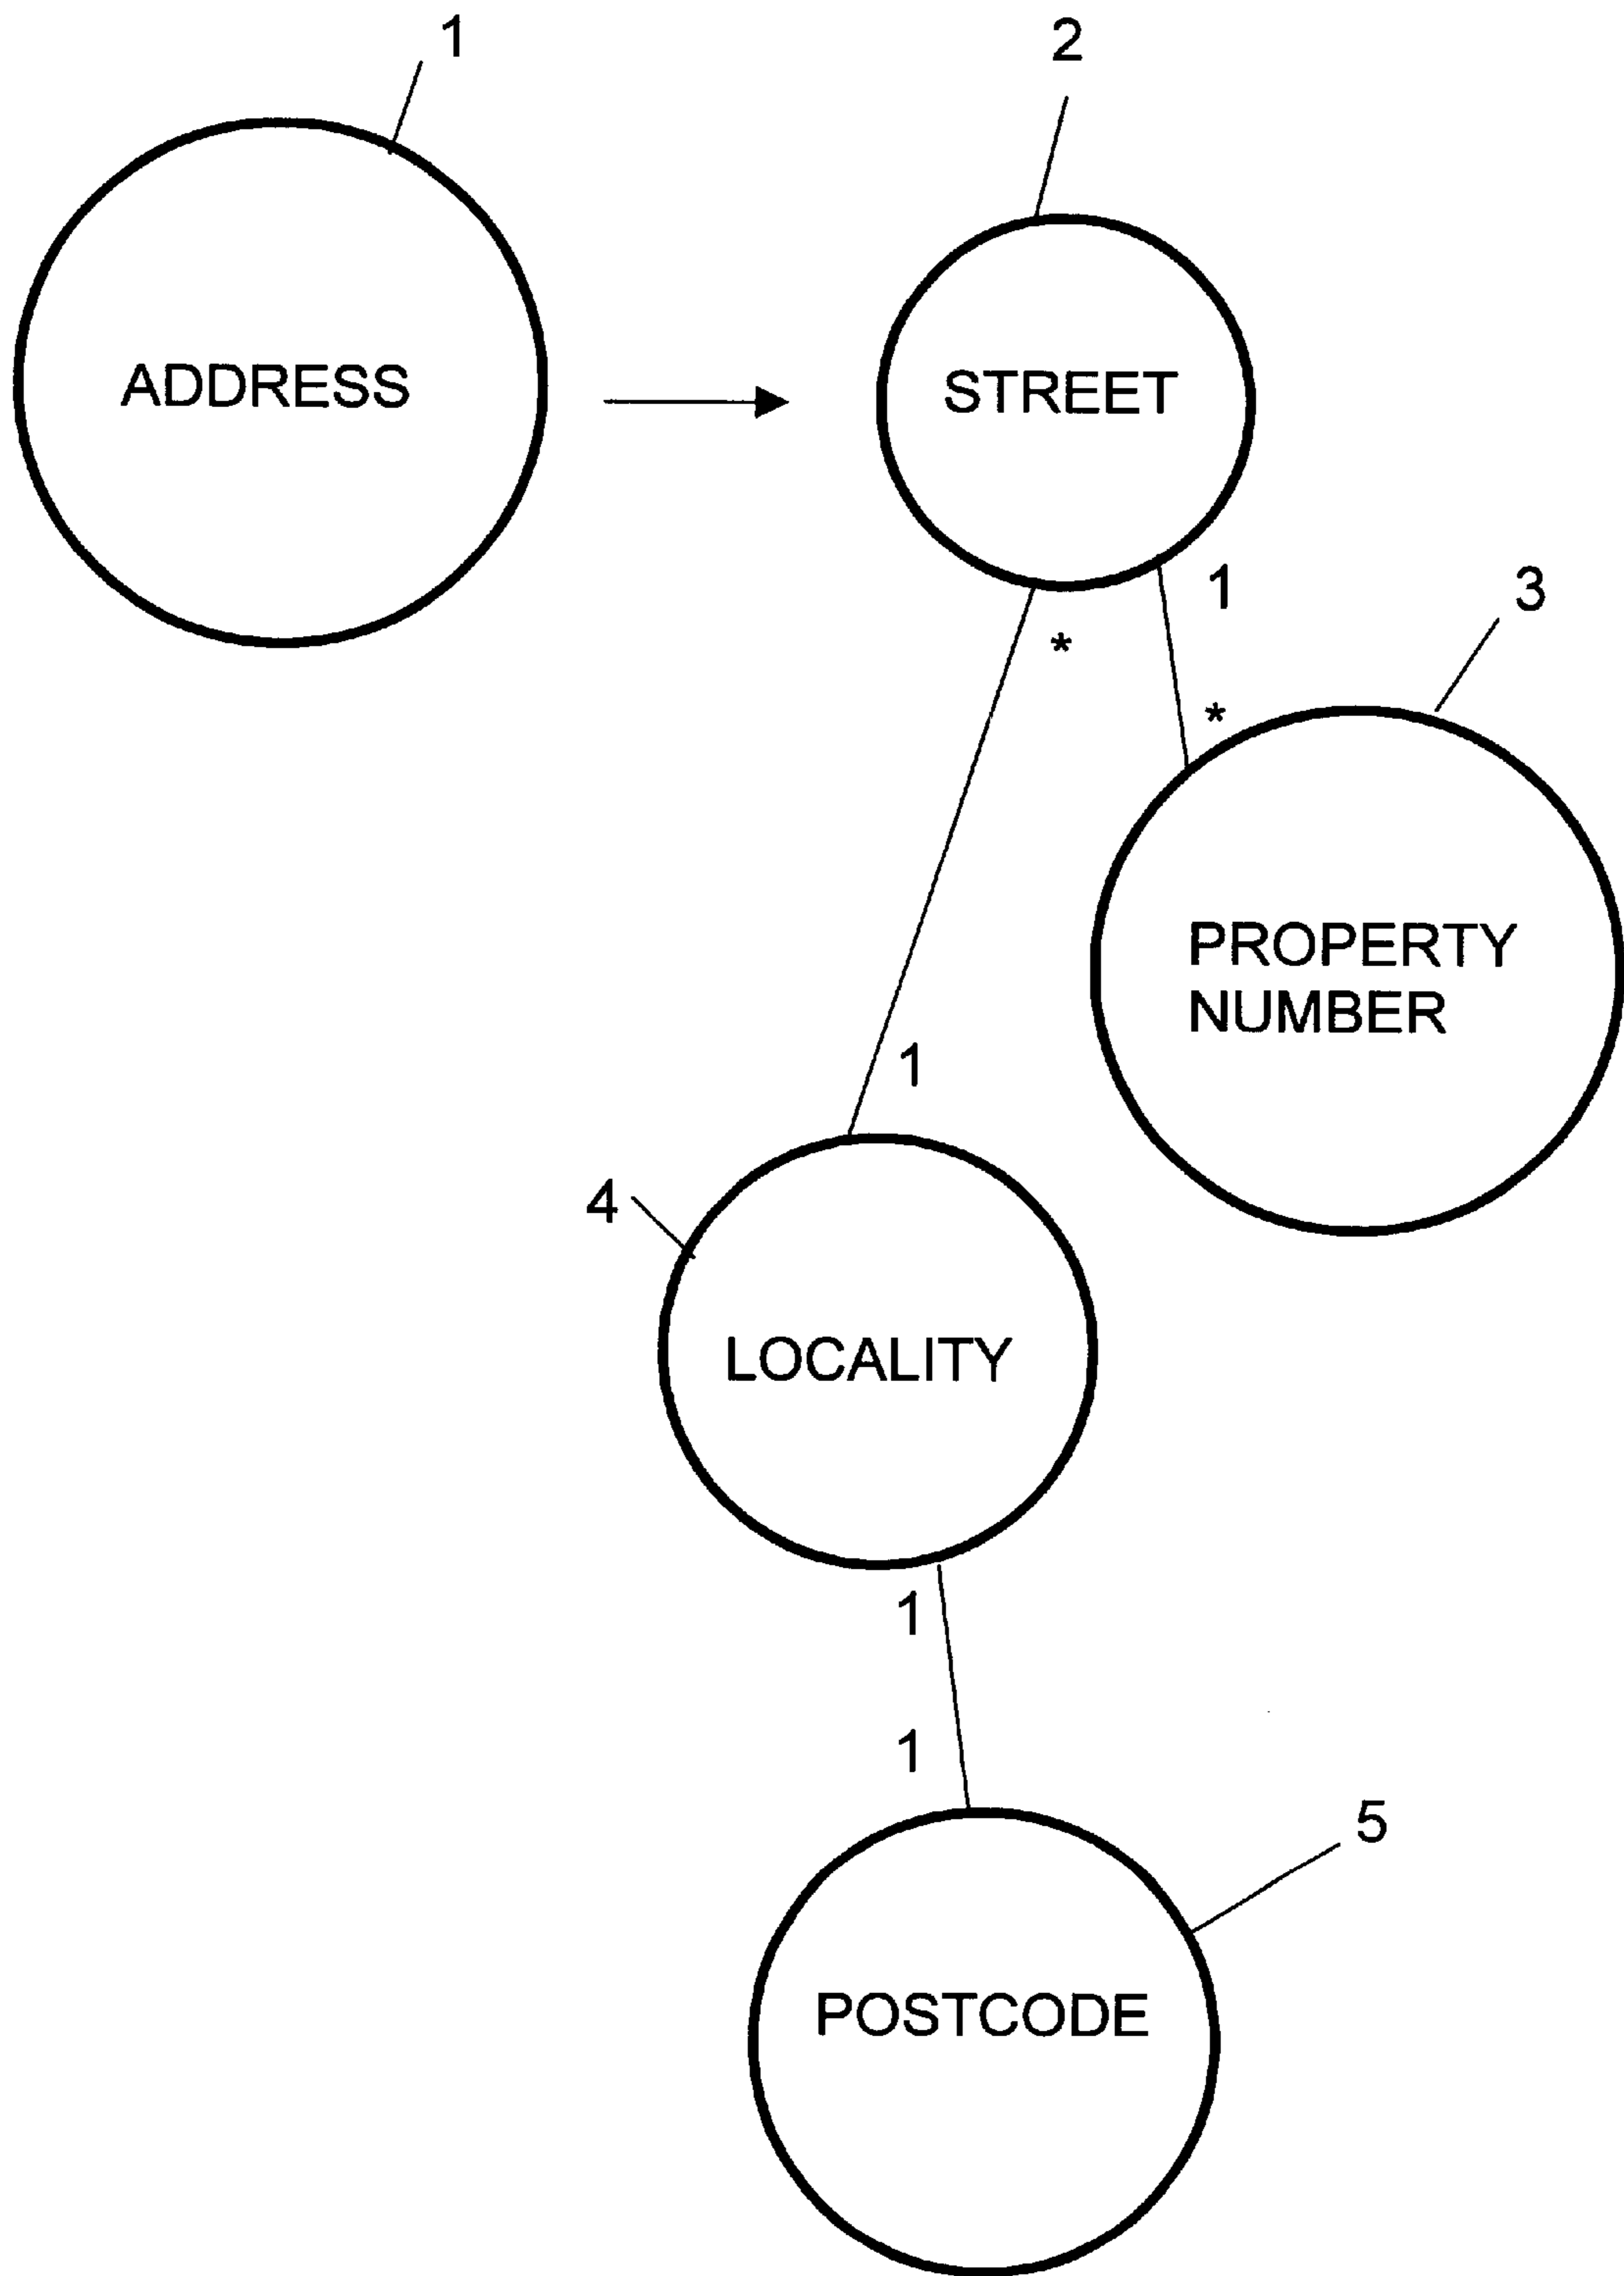 1
2
ADDRESS
STREET
1
3
*
*
PROPERTY
NUMBER
1
4
LOCALITY
1
1
5
POSTCODE